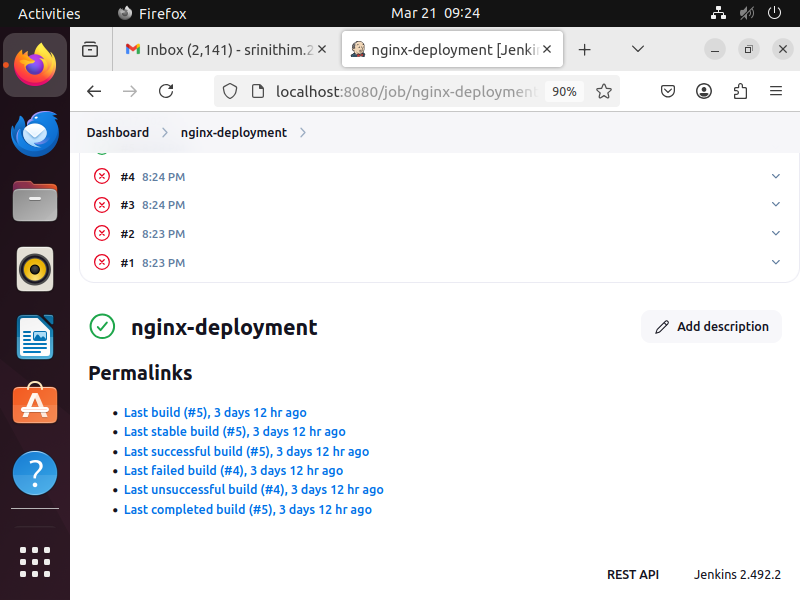 Activities
Firefox
Mar 21 09:24
Inbox (2,141) - srinithim.2
nginx-deployment [Jenki
localhost:8080/job/nginx-deployment
90%
Dashboard
nginx-deployment
#4 8:24 PM
#3 8:24 PM
#2 8:23 PM
#1 8:23 PM
nginx-deployment
Add description
Permalinks
• Last build (#5), 3 days 12 hr ago
• Last stable build (#5), 3 days 12 hr ago
• Last successful build (#5), 3 days 12 hr ago
• Last failed build (#4), 3 days 12 hr ago
• Last unsuccessful build (#4), 3 days 12 hr ago
• Last completed build (#5), 3 days 12 hr ago
REST API
Jenkins 2.492.2